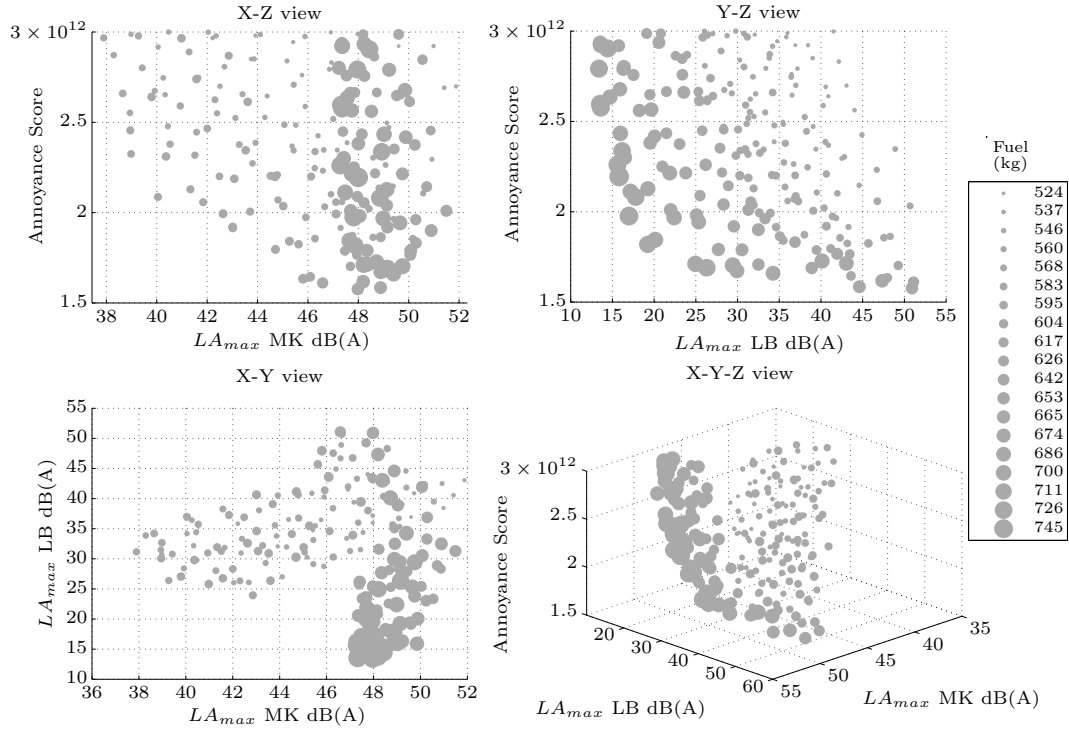 X-Z view
3 × 10^12
2.5
2
1.5
38 40 42 44 46 48 50 52
Annoyance Score
LA_max MK dB(A)
Y-Z view
3 × 10^12
2.5
2
1.5
10 15 20 25 30 35 40 45 50 55
Annoyance Score
LA_max LB dB(A)
Fuel
(kg)
524
537
546
560
568
583
595
604
617
626
642
653
665
674
686
700
711
726
745
X-Y view
55
50
45
40
35
30
25
20
15
10
36 38 40 42 44 46 48 50 52
LA_max LB dB(A)
LA_max MK dB(A)
X-Y-Z view
3 × 10^12
2.5
2
1.5
Annoyance Score
20 30 40 50 60
LA_max LB dB(A)
55 50 45 40 35
LA_max MK dB(A)